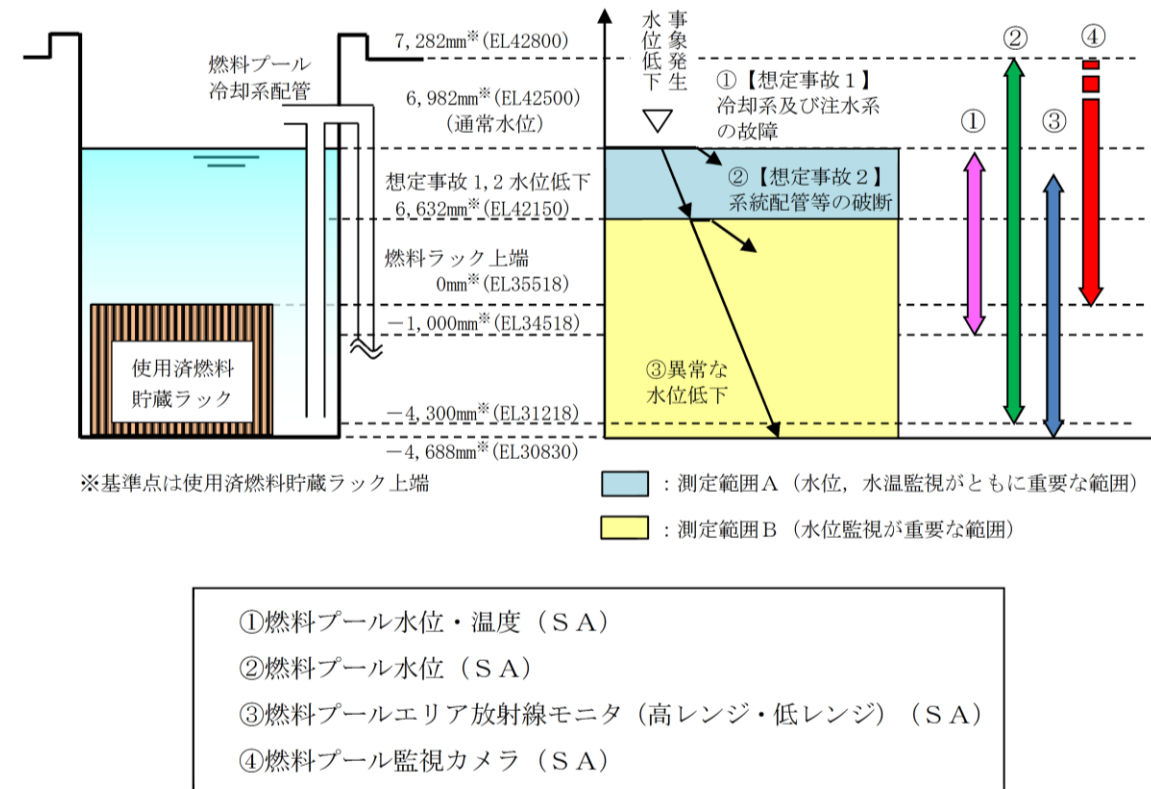 7,282mm※(EL42800)
燃料プール
冷却系配管
6,982mm※(EL42500)
(通常水位)
想定事故1,2水位低下
6,632mm※(EL42150)
燃料ラック上端
0mm※(EL35518)
−1,000mm※(EL34518)
使用済燃料
貯蔵ラック
−4,300mm※(EL31218)
−4,688mm※(EL30830)
※基準点は使用済燃料貯蔵ラック上端
事象発生
水位低下
①【想定事故1】
冷却系及び注水系
の故障
②【想定事故2】
系統配管等の破断
③異常な
水位低下
①
②
③
④
:測定範囲A(水位,水温監視がともに重要な範囲)
:測定範囲B(水位監視が重要な範囲)
①燃料プール水位・温度(SA)
②燃料プール水位(SA)
③燃料プールエリア放射線モニタ(高レンジ・低レンジ)(SA)
④燃料プール監視カメラ(SA)